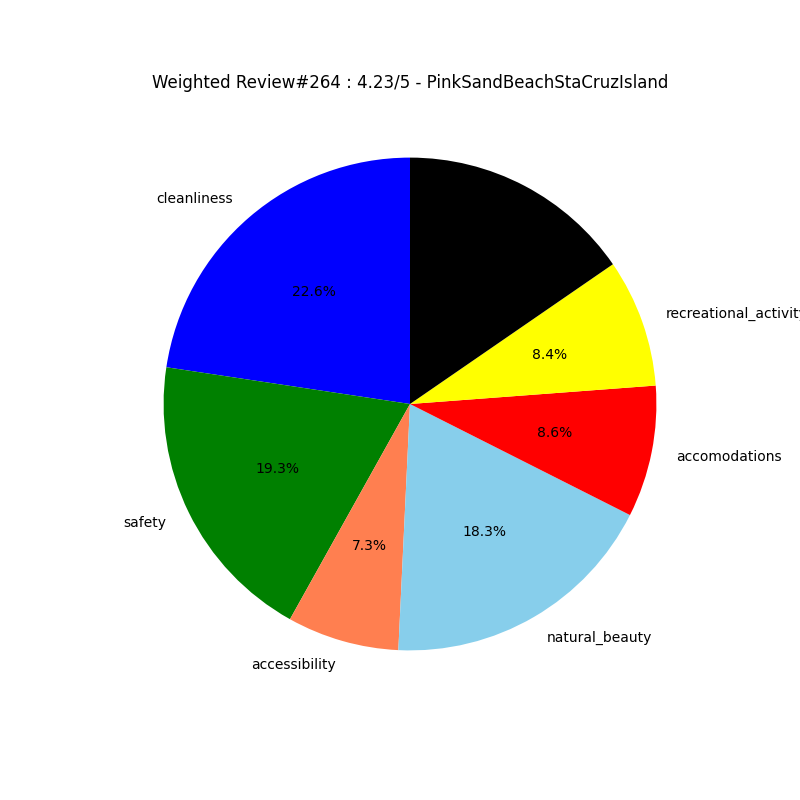 Weighted Review#264 : 4.23/5 - PinkSandBeachStaCruzIsland
cleanliness
22.6%
recreational_activity
8.4%
8.6%
accomodations
19.3%
safety
18.3%
7.3%
natural_beauty
accessibility